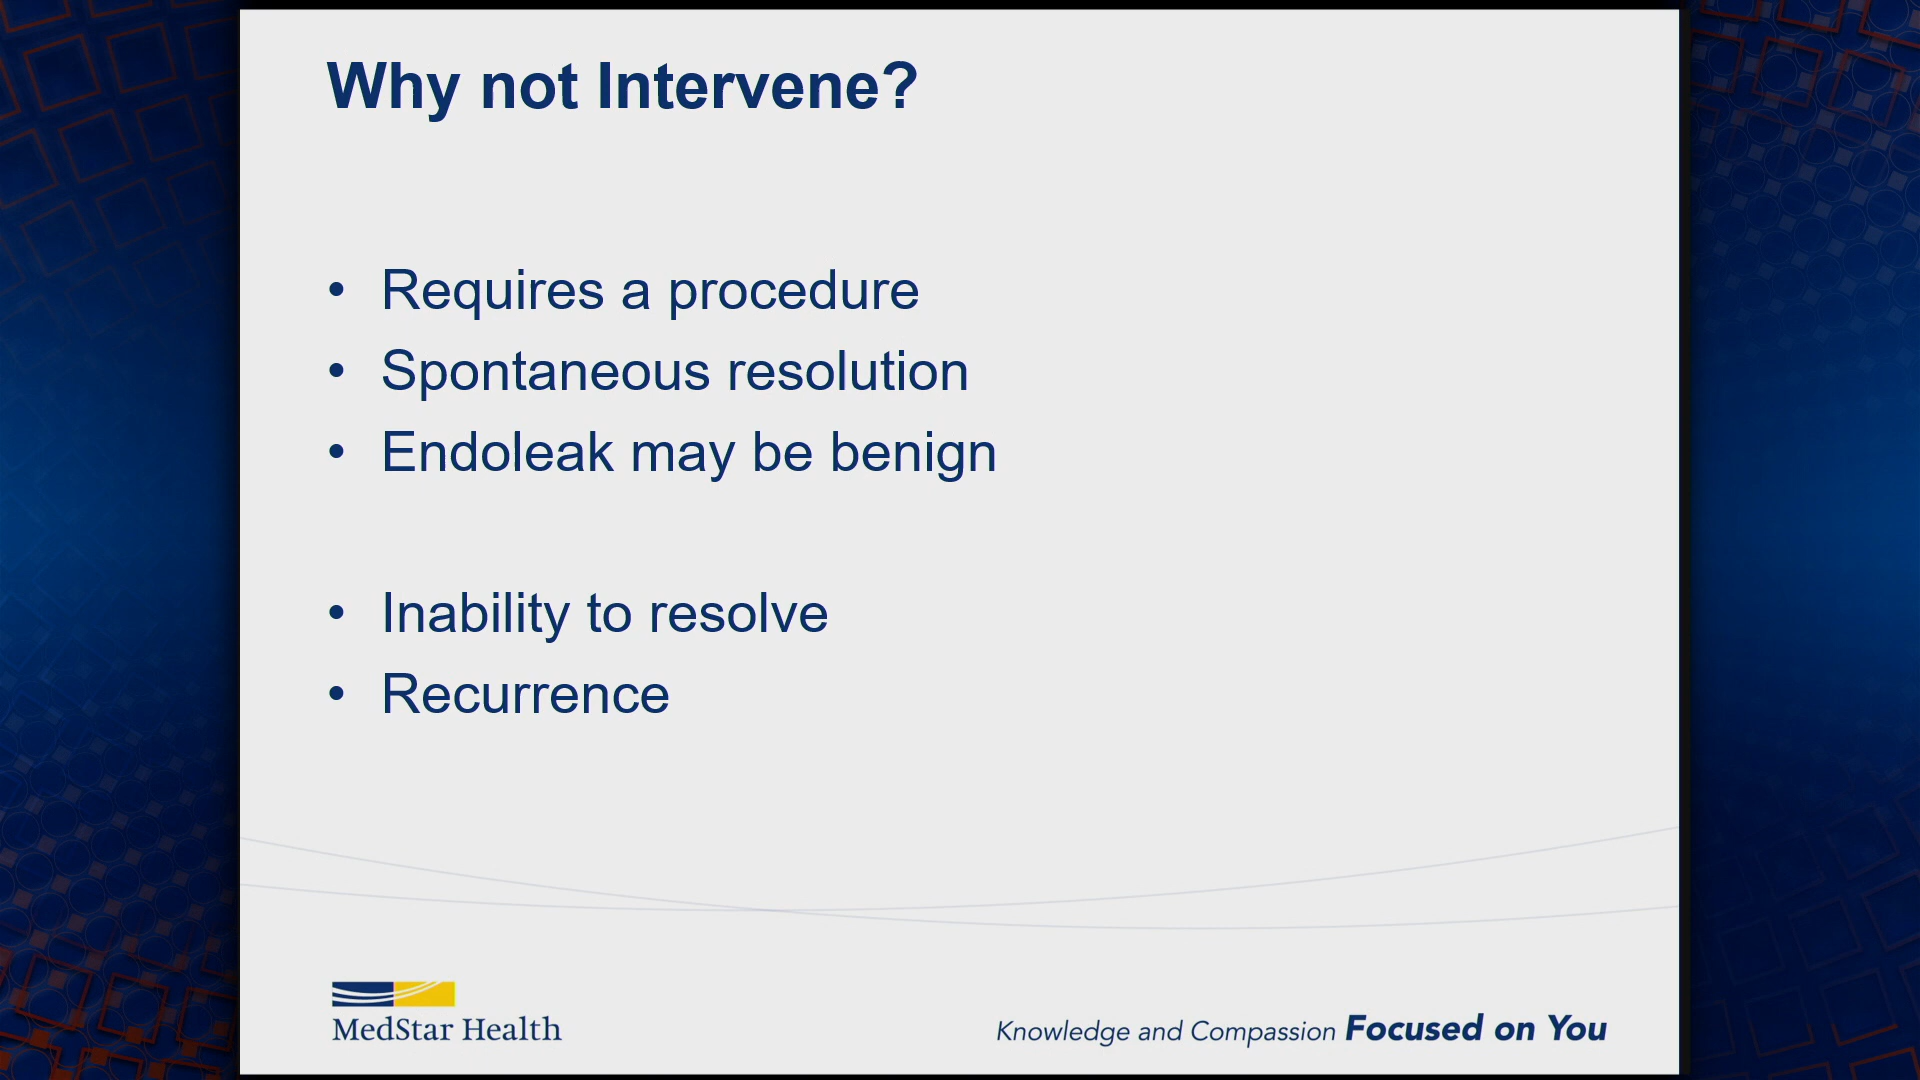 Why not Intervene?
• Requires a procedure
• Spontaneous resolution
• Endoleak may be benign
• Inability to resolve
• Recurrence
MedStar Health
Knowledge and Compassion Focused on You